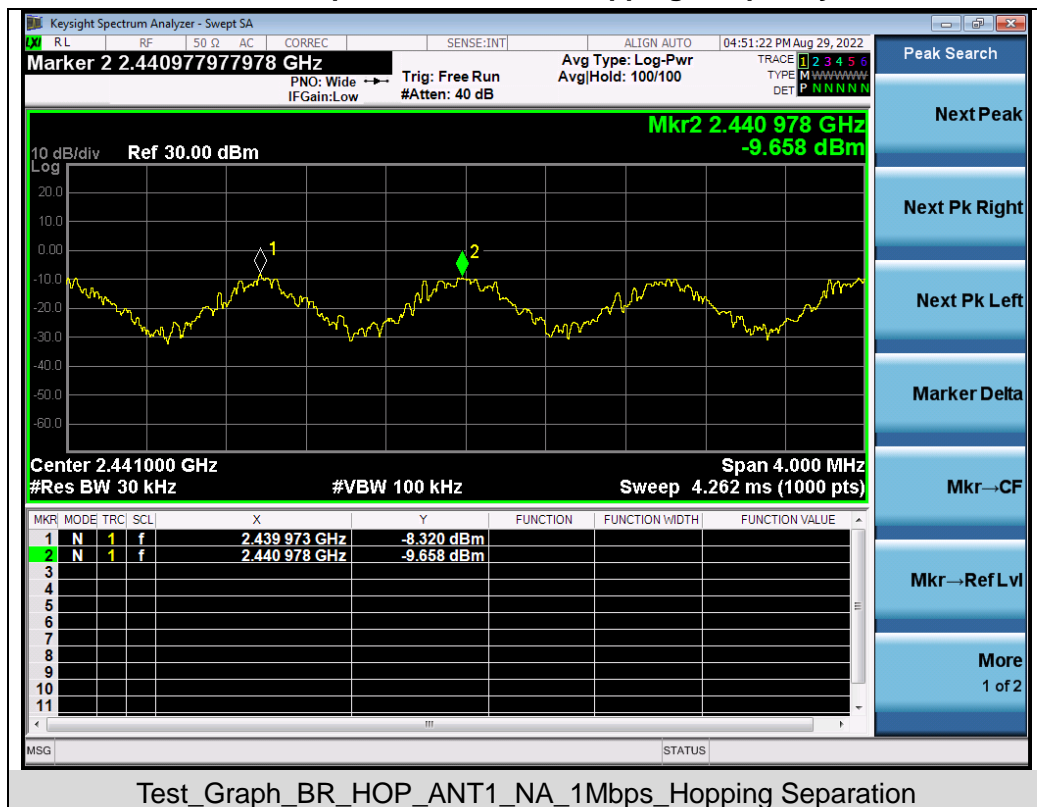 Keysight Spectrum Analyzer - Swept SA
LXI RL RF 50 Ω AC CORREC SENSE:INT ALIGN AUTO 04:51:22 PM Aug 29, 2022
Marker 2 2.440977977978 GHz
PNO: Wide
IFGain:Low
Trig: Free Run
#Atten: 40 dB
Avg Type: Log-Pwr
Avg|Hold: 100/100
TRACE 1 2 3 4 5 6
TYPE M WWWWW
DET P N N N N N
Peak Search
Mkr2 2.440 978 GHz
-9.658 dBm
10 dB/div Ref 30.00 dBm
Log
20.0
10.0
0.00
-10.0
-20.0
-30.0
-40.0
-50.0
-60.0
1
2
Center 2.441000 GHz Span 4.000 MHz
#Res BW 30 kHz #VBW 100 kHz Sweep 4.262 ms (1000 pts)
MKR MODE TRC SCL X Y FUNCTION FUNCTION WIDTH FUNCTION VALUE
1 N 1 f 2.439 973 GHz -8.320 dBm
2 N 1 f 2.440 978 GHz -9.658 dBm
3
4
5
6
7
8
9
10
11
Next Peak
Next Pk Right
Next Pk Left
Marker Delta
Mkr→CF
Mkr→Ref Lvl
More
1 of 2
MSG STATUS
Test_Graph_BR_HOP_ANT1_NA_1Mbps_Hopping Separation